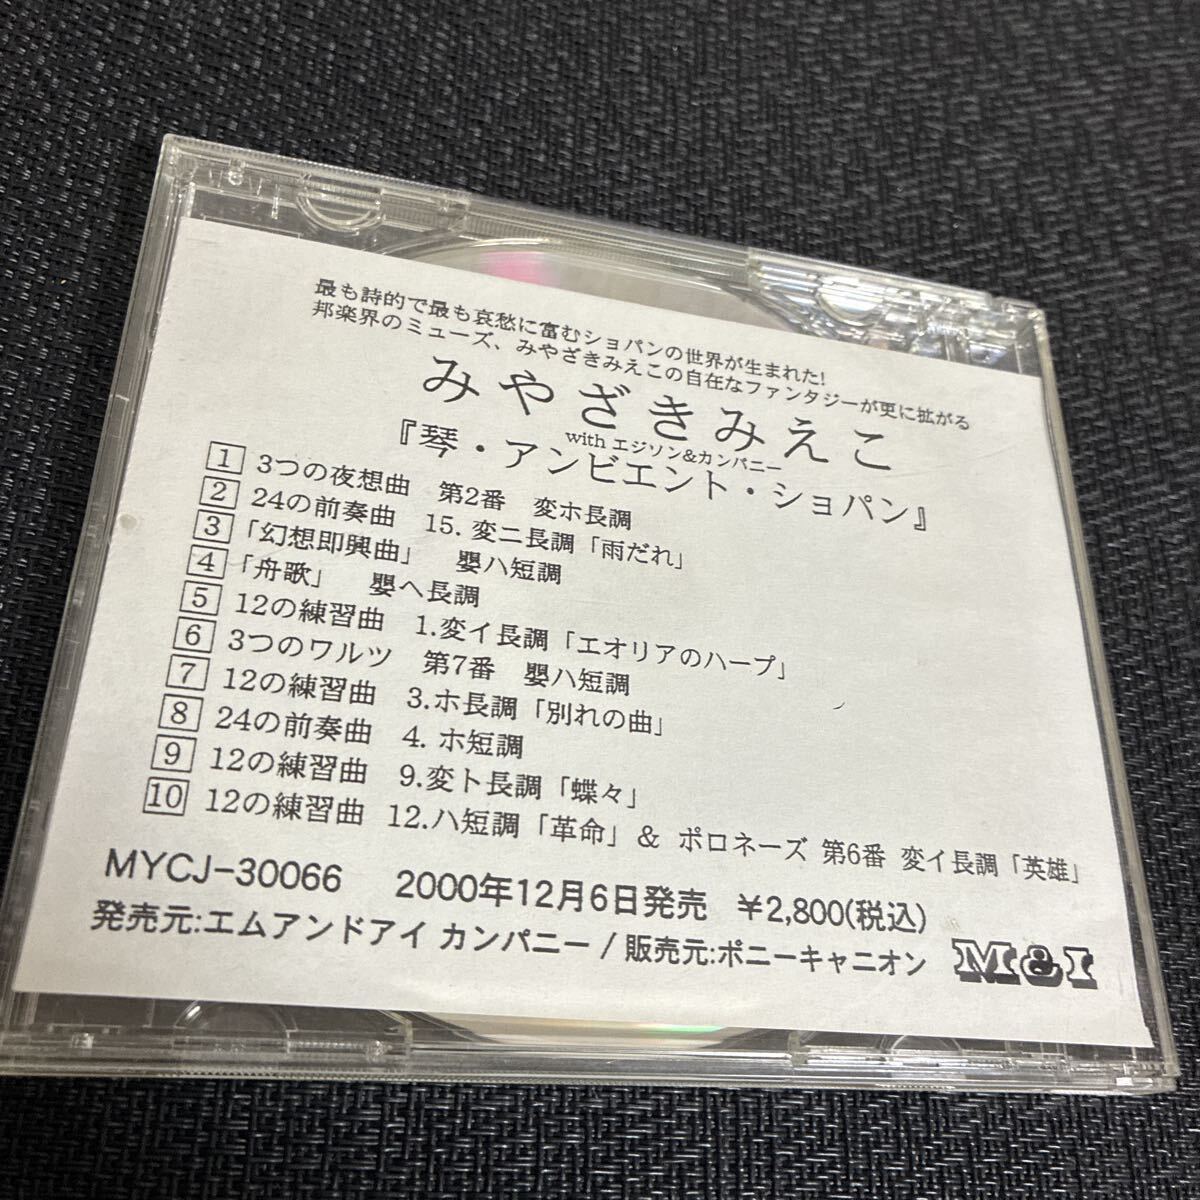 最も詩的で最も哀愁に富むショパンの世界が生まれた!
邦楽界のミューズ、みやざきみえこの自在なファンタジーが更に拡がる
みやざきみえこ
with エジソン&カンパニー
『琴・アンビエント・ショパン』
1 3つの夜想曲 第2番 変ホ長調
2 24の前奏曲 15. 変ニ長調「雨だれ」
3 「幻想即興曲」 嬰ハ短調
4 「舟歌」 嬰ヘ長調
5 12の練習曲 1.変イ長調「エオリアのハープ」
6 3つのワルツ 第7番 嬰ハ短調
7 12の練習曲 3.ホ長調「別れの曲」
8 24の前奏曲 4. ホ短調
9 12の練習曲 9.変ト長調「蝶々」
10 12の練習曲 12.ハ短調「革命」& ポロネーズ 第6番 変イ長調「英雄」
MYCJ-30066 2000年12月6日発売 ¥2,800(税込)
発売元:エムアンドアイ カンパニー / 販売元:ポニーキャニオン M&I